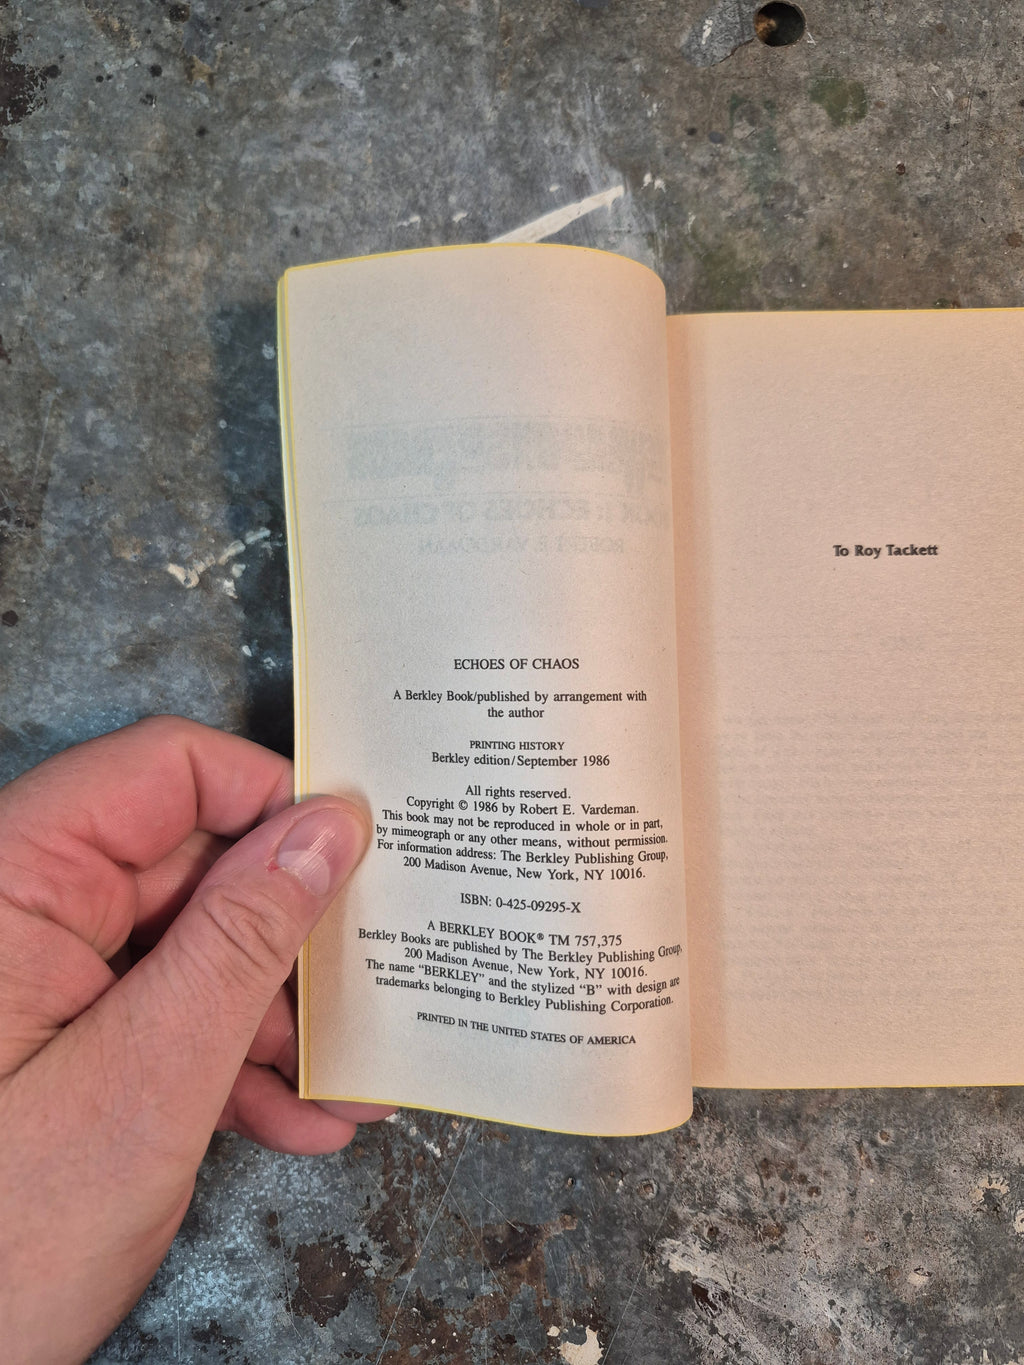 ECHOES OF CHAOS
A Berkley Book/published by arrangement with
the author
PRINTING HISTORY
Berkley edition/September 1986
All rights reserved.
Copyright © 1986 by Robert E. Vardeman.
This book may not be reproduced in whole or in part,
by mimeograph or any other means, without permission.
For information address: The Berkley Publishing Group,
200 Madison Avenue, New York, NY 10016.
ISBN: 0-425-09295-X
A BERKLEY BOOK® TM 757,375
Berkley Books are published by The Berkley Publishing Group,
200 Madison Avenue, New York, NY 10016.
The name “BERKLEY” and the stylized “B” with design are
trademarks belonging to Berkley Publishing Corporation.
PRINTED IN THE UNITED STATES OF AMERICA
To Roy Tackett